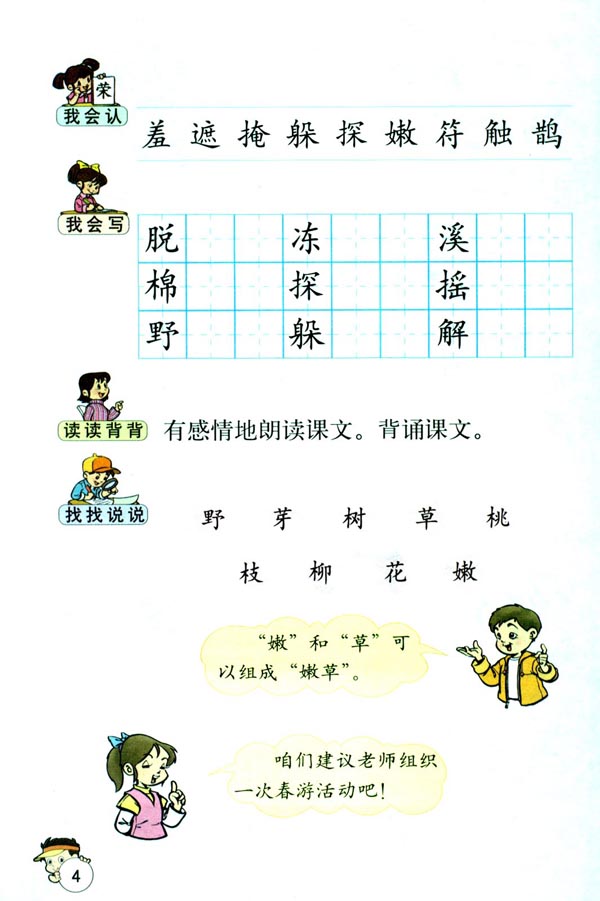 荣
我会认
羞 遮 掩 躲 探 嫩 符 触 鹊
我会写
脱 冻 溪
棉 探 摇
野 躲 解
读读背背
有感情地朗读课文。背诵课文。
找找说说
野 芽 树 草 桃
枝 柳 花 嫩
“嫩”和“草”可
以组成“嫩草”。
咱们建议老师组织
一次春游活动吧！
4